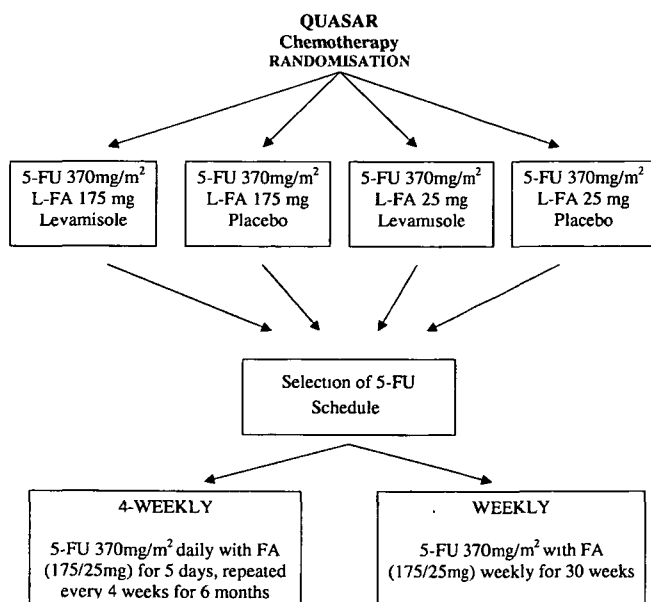 QUASAR
Chemotherapy
RANDOMISATION
5-FU 370mg/m²
L-FA 175 mg
Levamisole
5-FU 370mg/m²
L-FA 175 mg
Placebo
5-FU 370mg/m²
L-FA 25 mg
Levamisole
5-FU 370mg/m²
L-FA 25 mg
Placebo
Selection of 5-FU
Schedule
4-WEEKLY
5-FU 370mg/m² daily with FA
(175/25mg) for 5 days, repeated
every 4 weeks for 6 months
WEEKLY
5-FU 370mg/m² with FA
(175/25mg) weekly for 30 weeks